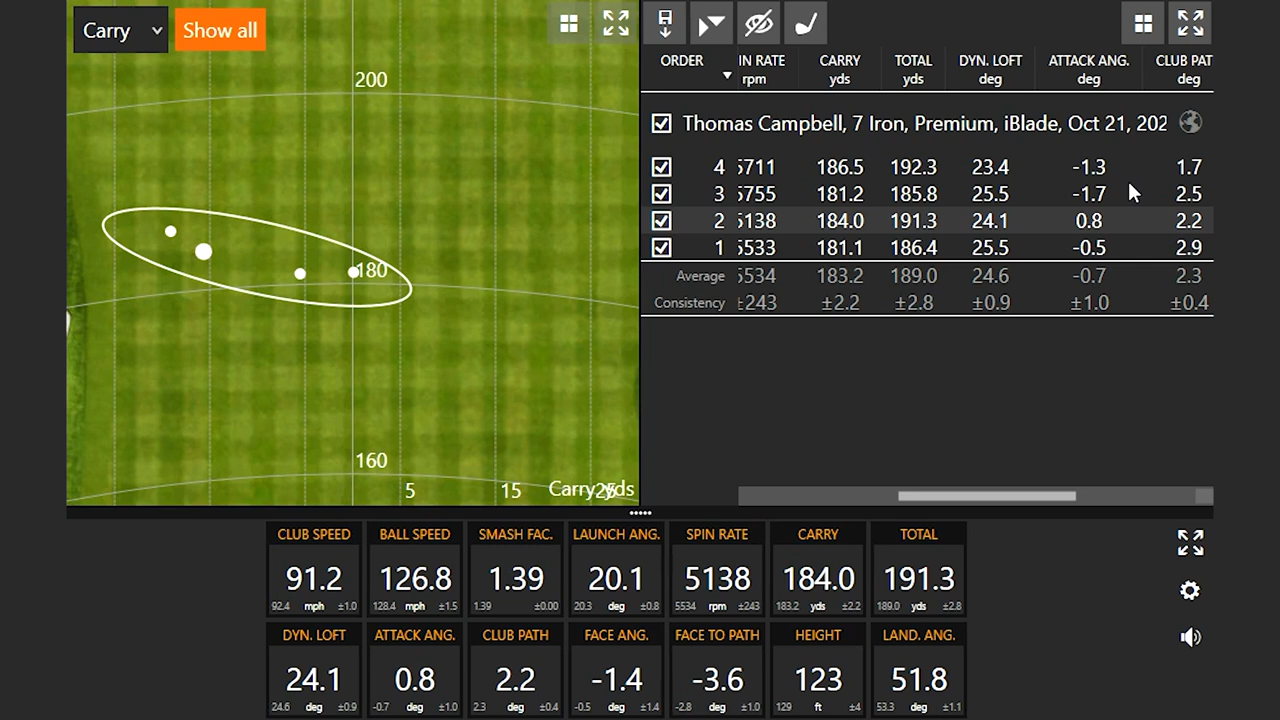 Carry
Show all
200
180
160
5
15
25
Carry yds
ORDER
IN RATE
rpm
CARRY
yds
TOTAL
yds
DYN. LOFT
deg
ATTACK ANG.
deg
CLUB PAT
deg
Thomas Campbell, 7 Iron, Premium, iBlade, Oct 21, 202
4 5711 186.5 192.3 23.4 -1.3 1.7
3 5755 181.2 185.8 25.5 -1.7 2.5
2 5138 184.0 191.3 24.1 0.8 2.2
1 5533 181.1 186.4 25.5 -0.5 2.9
Average 5534 183.2 189.0 24.6 -0.7 2.3
Consistency ±243 ±2.2 ±2.8 ±0.9 ±1.0 ±0.4
CLUB SPEED BALL SPEED SMASH FAC. LAUNCH ANG. SPIN RATE CARRY TOTAL
91.2 126.8 1.39 20.1 5138 184.0 191.3
92.4 mph ±1.0 128.4 mph ±1.5 1.39 ±0.00 20.3 deg ±0.8 5534 rpm ±243 183.2 yds ±2.2 189.0 yds ±2.8
DYN. LOFT ATTACK ANG. CLUB PATH FACE ANG. FACE TO PATH HEIGHT LAND. ANG.
24.1 0.8 2.2 -1.4 -3.6 123 51.8
24.6 deg ±0.9 -0.7 deg ±1.0 2.3 deg ±0.4 -0.5 deg ±1.4 -2.8 deg ±1.0 129 ft ±4 53.3 deg ±1.1